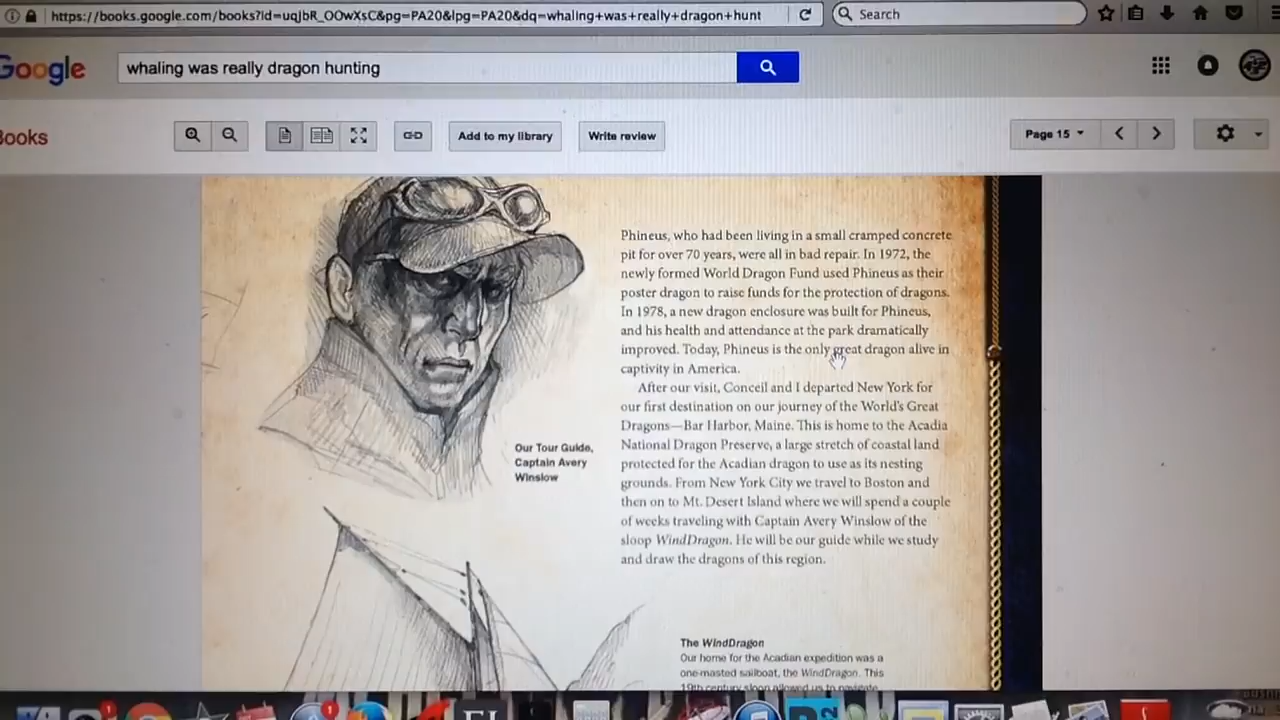 https://books.google.com/books?id=uqJbR_OOwXsC&pg=PA20&lpg=PA20&dq=whaling+was+really+dragon+hunt
Search
Google
whaling was really dragon hunting
Books
Add to my library
Write review
Page 15
Phineus, who had been living in a small cramped concrete
pit for over 70 years, were all in bad repair. In 1972, the
newly formed World Dragon Fund used Phineus as their
poster dragon to raise funds for the protection of dragons.
In 1978, a new dragon enclosure was built for Phineus,
and his health and attendance at the park dramatically
improved. Today, Phineus is the only great dragon alive in
captivity in America.
After our visit, Conceil and I departed New York for
our first destination on our journey of the World's Great
Dragons—Bar Harbor, Maine. This is home to the Acadia
National Dragon Preserve, a large stretch of coastal land
protected for the Acadian dragon to use as its nesting
grounds. From New York City we travel to Boston and
then on to Mt. Desert Island where we will spend a couple
of weeks traveling with Captain Avery Winslow of the
sloop WindDragon. He will be our guide while we study
and draw the dragons of this region.
Our Tour Guide,
Captain Avery
Winslow
The WindDragon
Our home for the Acadian expedition was a
one-masted sailboat, the WindDragon. This
19th century sloop allowed us to navigate